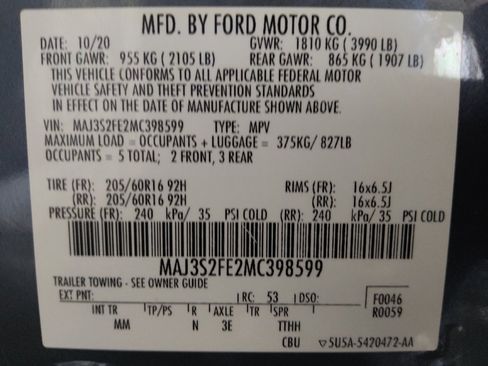 MFD. BY FORD MOTOR CO.
DATE: 10/20 GVWR: 1810 KG ( 3990 LB)
FRONT GAWR: 955 KG ( 2105 LB) REAR GAWR: 865 KG ( 1907 LB)
THIS VEHICLE CONFORMS TO ALL APPLICABLE FEDERAL MOTOR
VEHICLE SAFETY AND THEFT PREVENTION STANDARDS
IN EFFECT ON THE DATE OF MANUFACTURE SHOWN ABOVE.
VIN: MAJ3S2FE2MC398599 TYPE: MPV
MAXIMUM LOAD = OCCUPANTS + LUGGAGE = 375KG/ 827LB
OCCUPANTS = 5 TOTAL; 2 FRONT, 3 REAR
TIRE (FR): 205/60R16 92H RIMS (FR): 16x6.5J
(RR): 205/60R16 92H (RR): 16x6.5J
PRESSURE (FR): 240 kPa/ 35 PSI COLD (RR): 240 kPa/ 35 PSI COLD
MAJ3S2FE2MC398599
TRAILER TOWING - SEE OWNER GUIDE
EXT PNT: RC: 53 DSO: F0046
R0059
INT TR TP/PS R AXLE TR SPR
MM N 3E TTHH
CBU ▽5U5A-5420472-AA